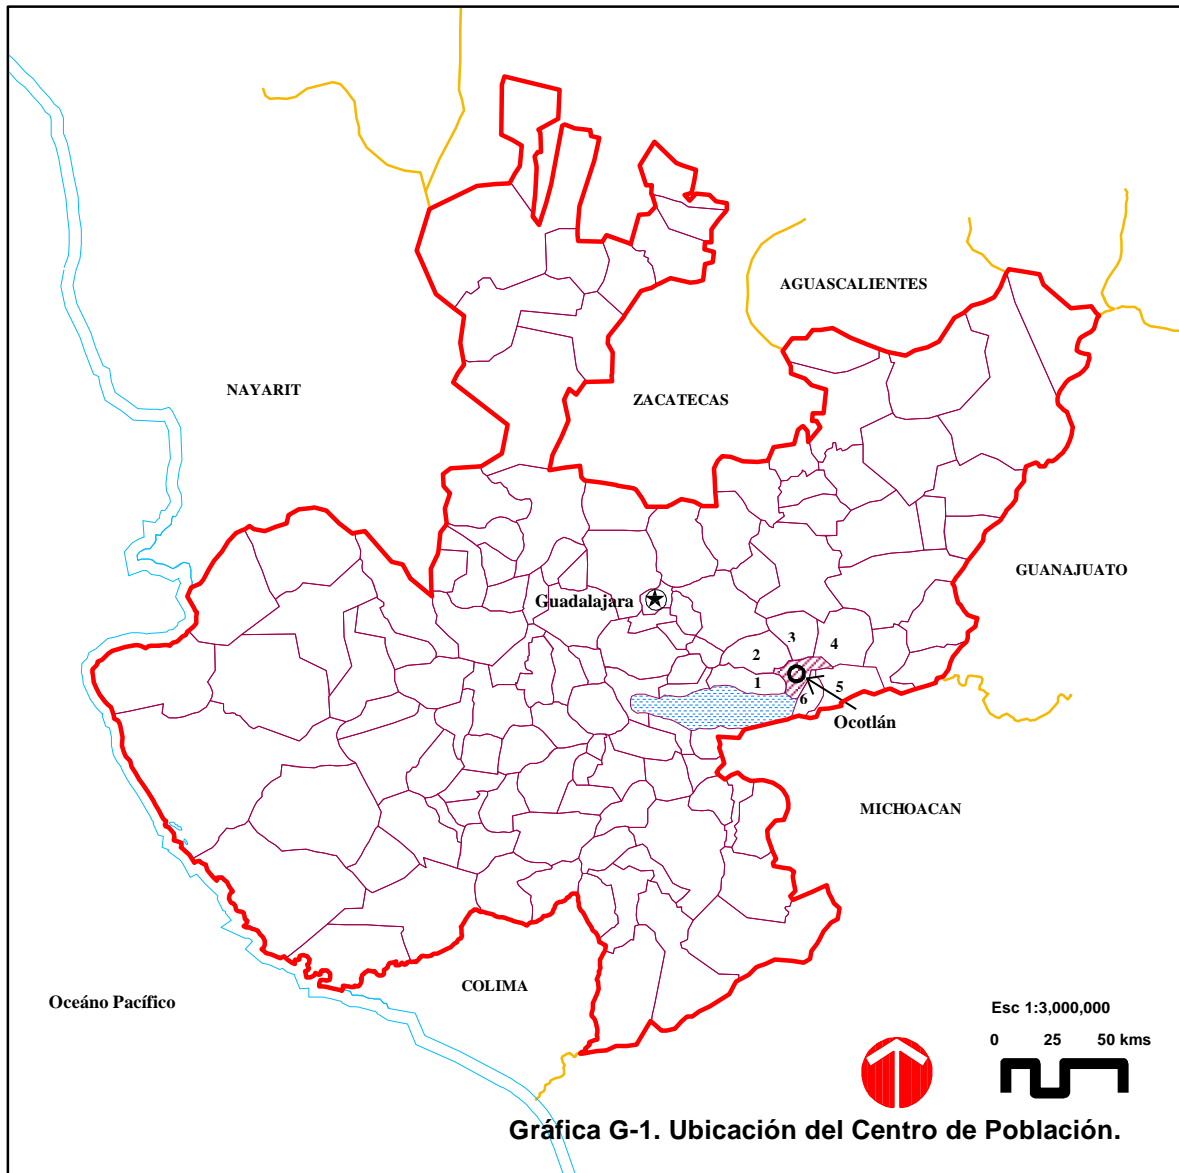 AGUASCALIENTES
NAYARIT
ZACATECAS
GUANAJUATO
Guadalajara
3
4
2
1
5
6
Ocotlán
MICHOACAN
COLIMA
Oceáno Pacífico
Esc 1:3,000,000
0 25 50 kms
Gráfica G-1. Ubicación del Centro de Población.